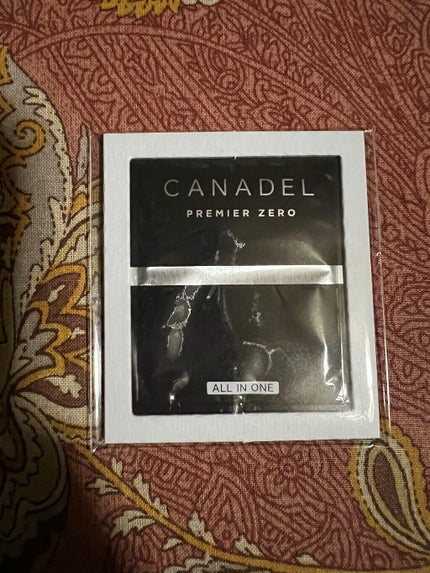 CANADEL
PREMIER ZERO
ALL IN ONE